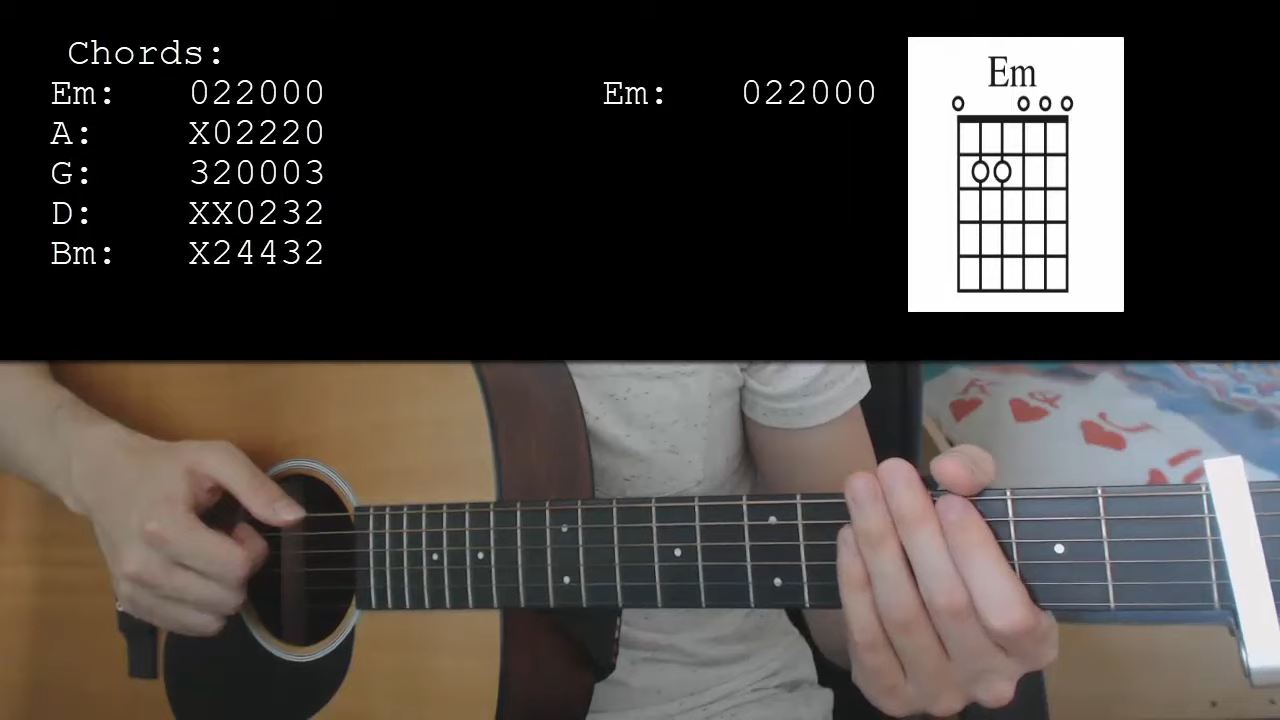 Chords:
Em: 022000
A: X02220
G: 320003
D: XX0232
Bm: X24432
Em: 022000
Em